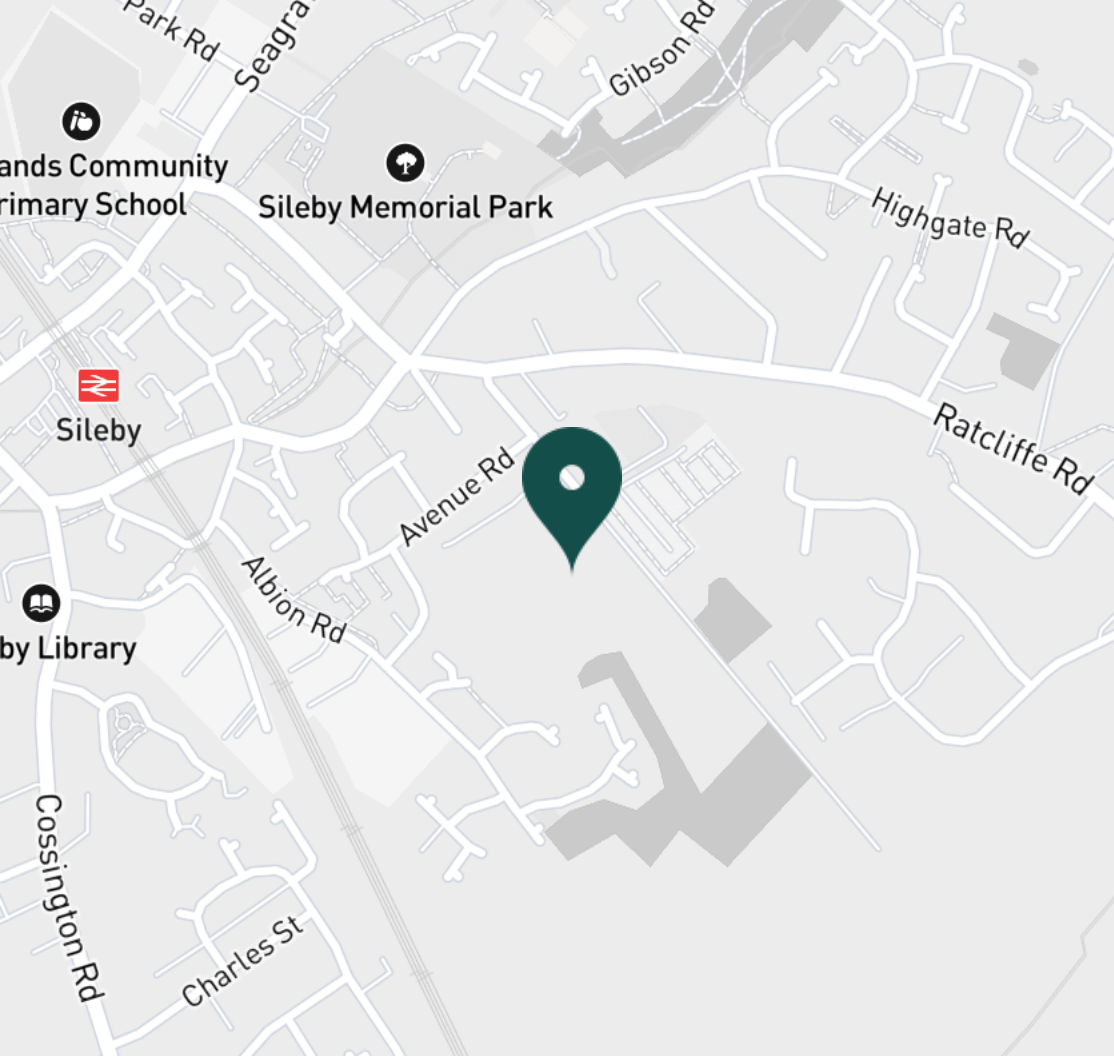 Park Rd
Seagra
Gibson Rd
ands Community
rimary School
Sileby Memorial Park
Highgate Rd
Sileby
Ratcliffe Rd
Avenue Rd
Albion Rd
by Library
Cossington Rd
Charles St